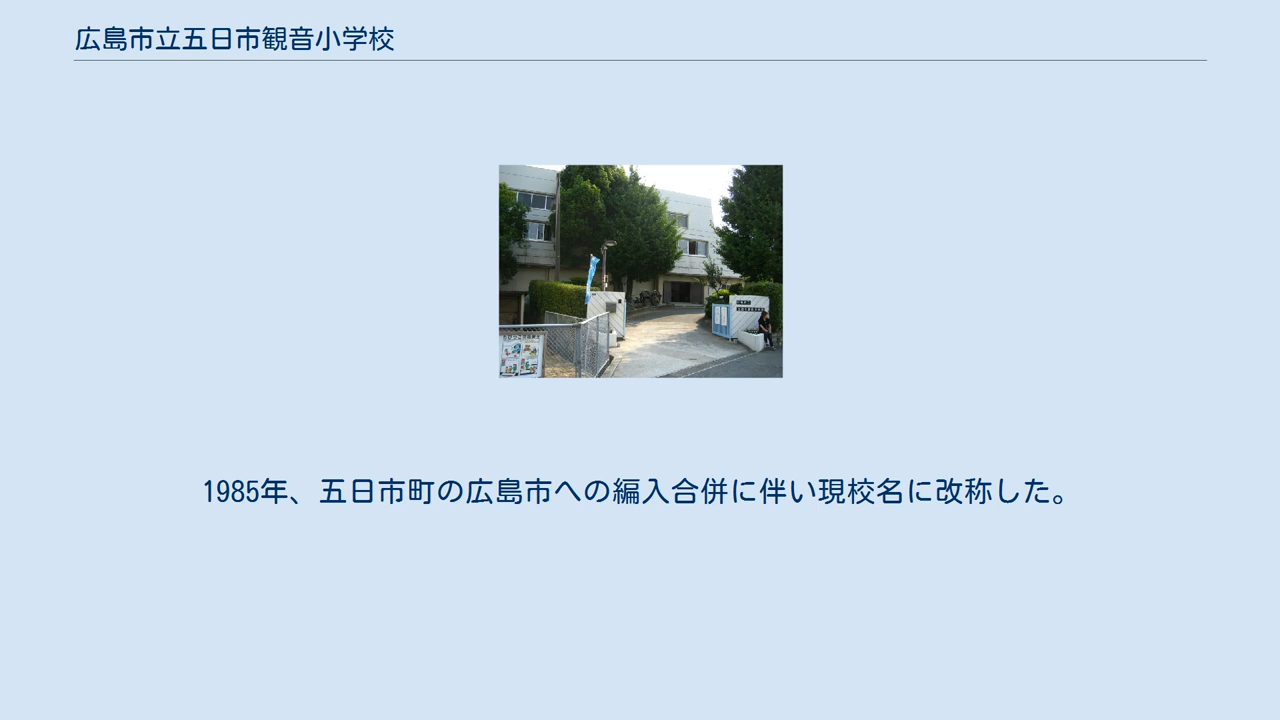 広島市立五日市観音小学校
1985年、五日市町の広島市への編入合併に伴い現校名に改称した。